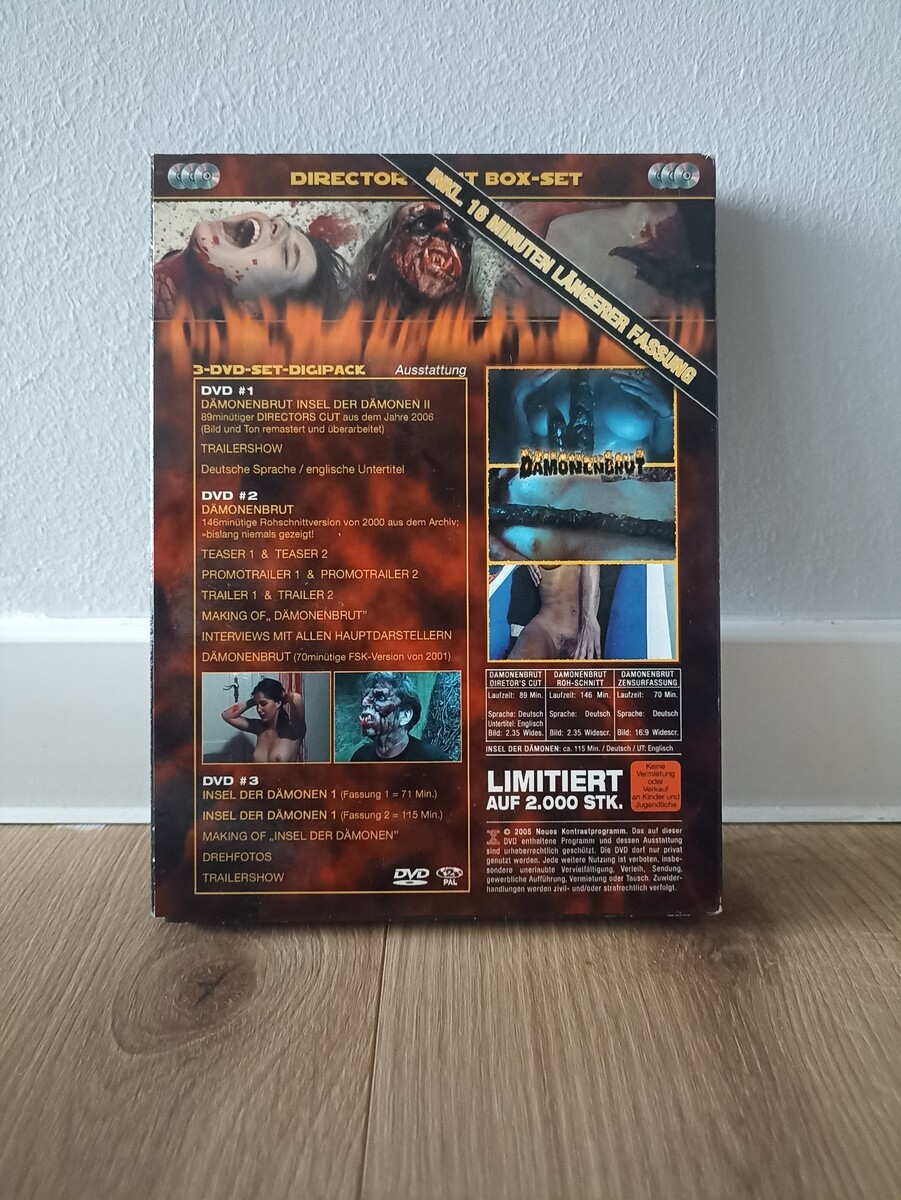 DIRECTOR T BOX-SET
INKL. 16 MINUTEN LÄNGERER FASSUNG
3-DVD-SET-DIGIPACK Ausstattung
DVD #1
DÄMONENBRUT INSEL DER DÄMONEN II
89minütiger DIRECTORS CUT aus dem Jahre 2006
(Bild und Ton remastert und überarbeitet)
TRAILERSHOW
Deutsche Sprache / englische Untertitel
DVD #2
DÄMONENBRUT
146minütige Rohschnittversion von 2000 aus dem Archiv;
-bislang niemals gezeigt!
TEASER 1 & TEASER 2
PROMOTRAILER 1 & PROMOTRAILER 2
TRAILER 1 & TRAILER 2
MAKING OF„ DÄMONENBRUT"
INTERVIEWS MIT ALLEN HAUPTDARSTELLERN
DÄMONENBRUT (70minütige FSK-Version von 2001)
DVD #3
INSEL DER DÄMONEN 1 (Fassung 1 = 71 Min.)
INSEL DER DÄMONEN 1 (Fassung 2 = 115 Min.)
MAKING OF „INSEL DER DÄMONEN"
DREHFOTOS
TRAILERSHOW
DVD
PAL
DÄMONENBRUT
DÄMONENBRUT
DIRETOR'S CUT
Laufzeit: 89 Min.
Sprache: Deutsch
Untertitel: Englisch
Bild: 2.35 Wides.
DÄMONENBRUT
ROH-SCHNITT
Laufzeit: 146 Min.
Sprache: Deutsch
Bild: 2.35 Widescr.
DÄMONENBRUT
ZENSURFASSUNG
Laufzeit: 70 Min.
Sprache: Deutsch
Bild: 16:9 Widescr.
INSEL DER DÄMONEN: ca. 115 Min. / Deutsch / UT: Englisch
LIMITIERT
AUF 2.000 STK.
Keine
Vermietung
oder
Verkauf
an Kinder und
Jugendliche
© 2005 Neues Kontrastprogramm. Das auf dieser
DVD enthaltene Programm und dessen Ausstattung
sind urheberrechtlich geschützt. Die DVD darf nur privat
genutzt werden. Jede weitere Nutzung ist verboten, insbe-
sondere unerlaubte Vervielfältigung, Verleih, Sendung,
gewerbliche Aufführung, Vermietung oder Tausch. Zuwider-
handlungen werden zivil- und/oder strafrechtlich verfolgt.